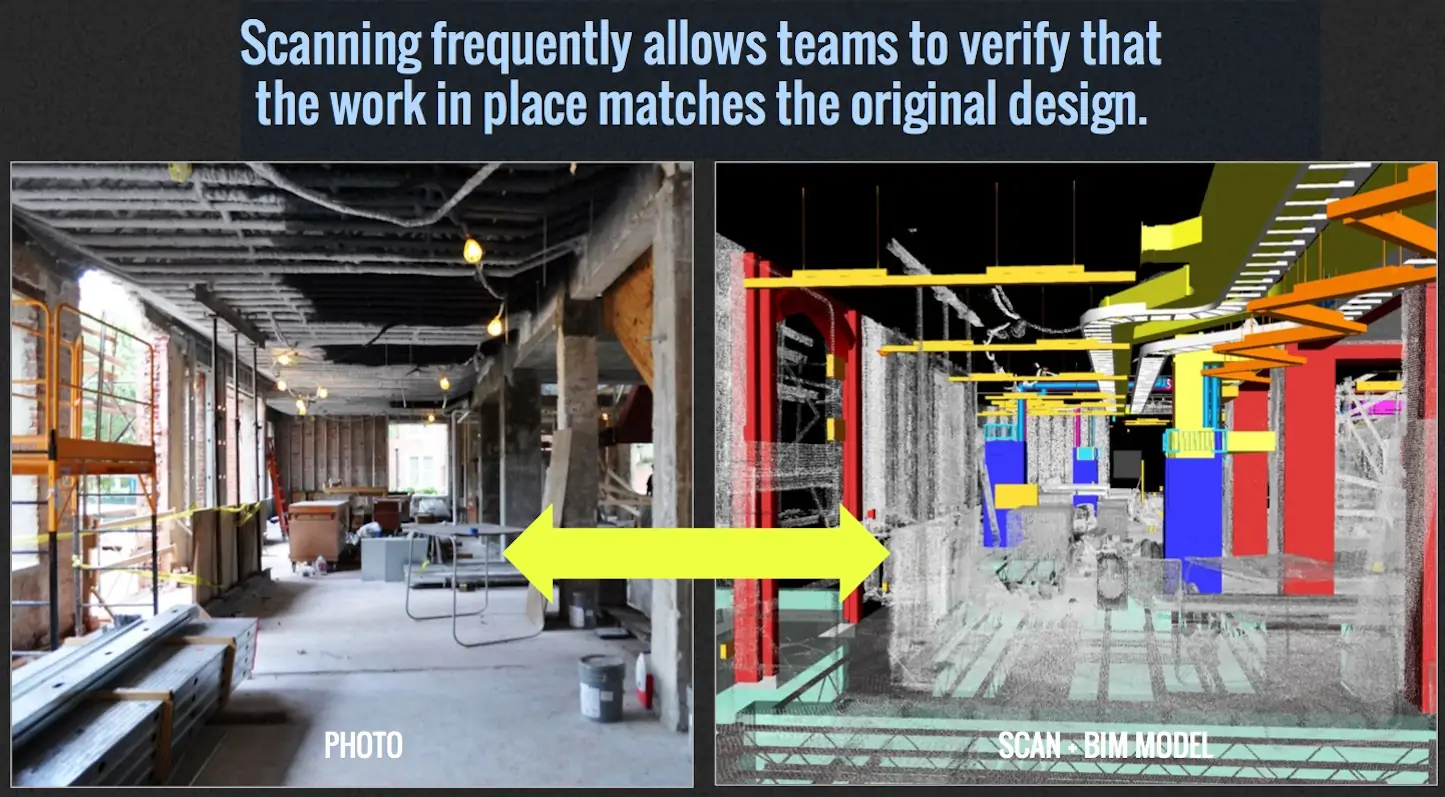 Scanning frequently allows teams to verify that
the work in place matches the original design.
PHOTO
SCAN + BIM MODEL